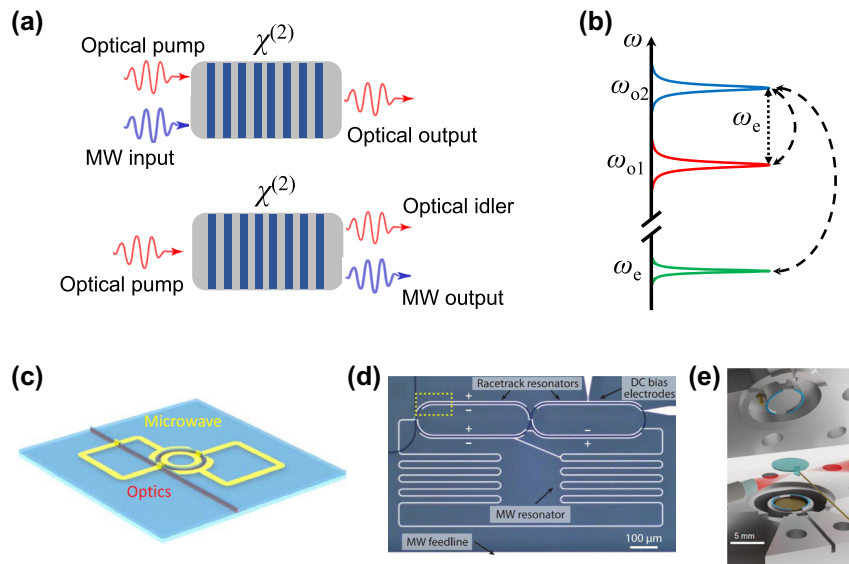 (a)
χ(2)
Optical pump
MW input
Optical output
χ(2)
Optical idler
Optical pump
MW output
(b)
ω
ωo2
ωe
ωo1
ωe
(c)
Microwave
Optics
(d)
Racetrack resonators
DC bias
electrodes
+
−
+
−
−
+
MW resonator
100 μm
MW feedline
(e)
5 mm